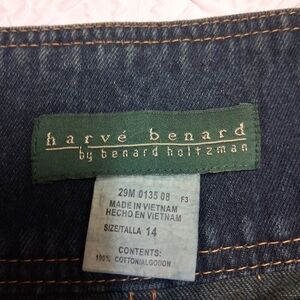 harvé benard
by benard holtzman
29M 0135 08 F3
MADE IN VIETNAM
HECHO EN VIETNAM
SIZE/TALLA 14
CONTENTS:
100% COTTON/ALGODON